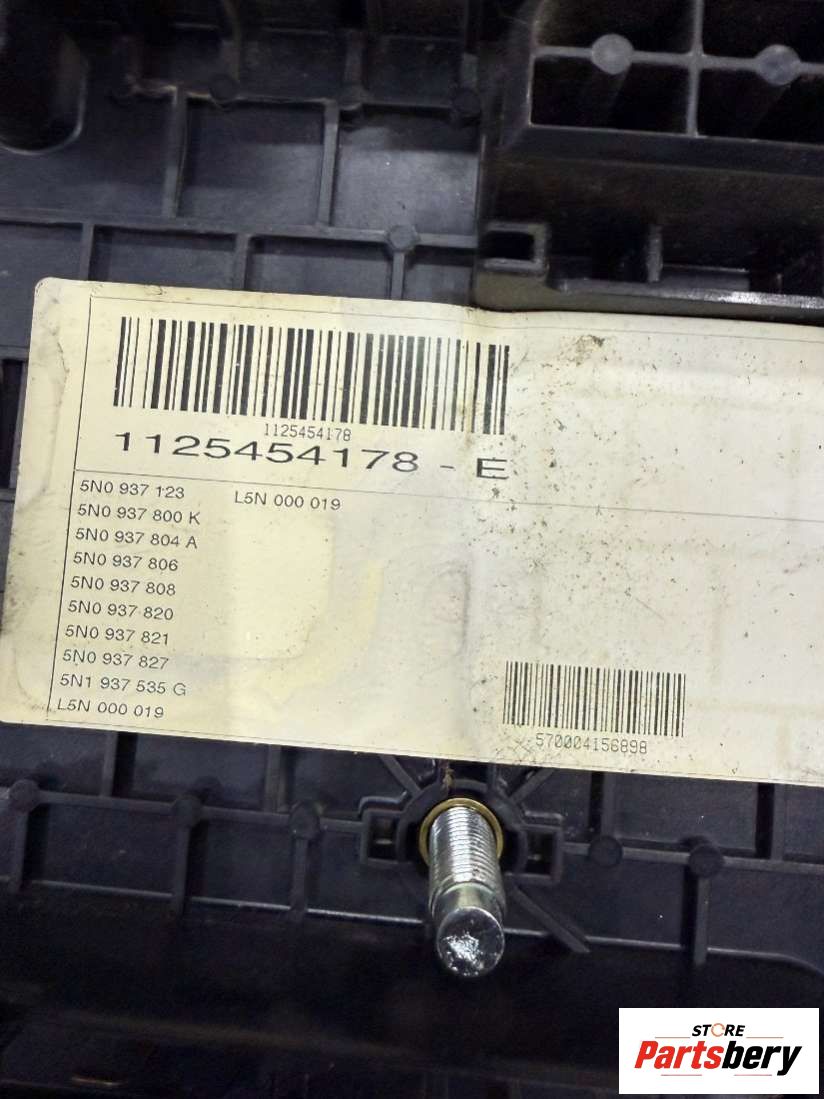 1125454178
1125454178 - E
5N0 937 123 L5N 000 019
5N0 937 800 K
5N0 937 804 A
5N0 937 806
5N0 937 808
5N0 937 820
5N0 937 821
5N0 937 827
5N1 937 535 G
L5N 000 019
570004156898
STORE
Partsbery